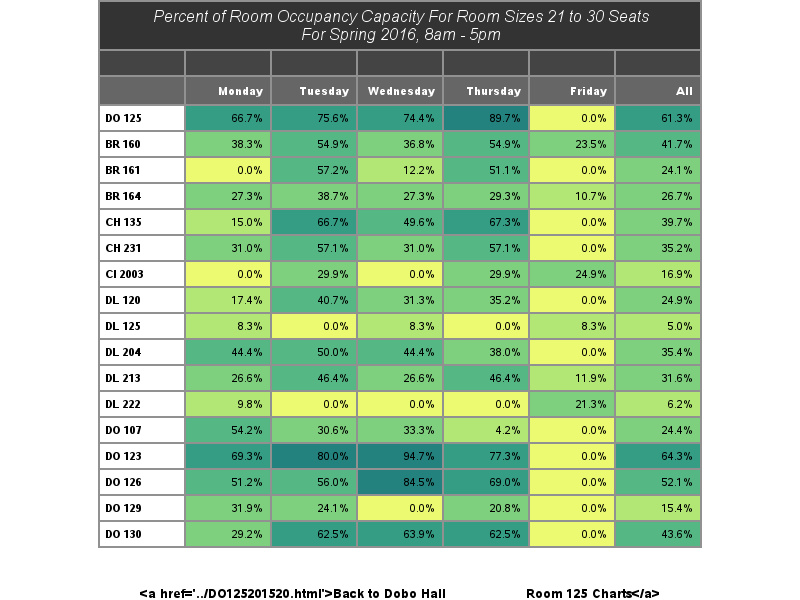 Percent of Room Occupancy Capacity For Room Sizes 21 to 30 Seats
For Spring 2016, 8am - 5pm
Monday Tuesday Wednesday Thursday Friday All
DO 125 66.7% 75.6% 74.4% 89.7% 0.0% 61.3%
BR 160 38.3% 54.9% 36.8% 54.9% 23.5% 41.7%
BR 161 0.0% 57.2% 12.2% 51.1% 0.0% 24.1%
BR 164 27.3% 38.7% 27.3% 29.3% 10.7% 26.7%
CH 135 15.0% 66.7% 49.6% 67.3% 0.0% 39.7%
CH 231 31.0% 57.1% 31.0% 57.1% 0.0% 35.2%
CI 2003 0.0% 29.9% 0.0% 29.9% 24.9% 16.9%
DL 120 17.4% 40.7% 31.3% 35.2% 0.0% 24.9%
DL 125 8.3% 0.0% 8.3% 0.0% 8.3% 5.0%
DL 204 44.4% 50.0% 44.4% 38.0% 0.0% 35.4%
DL 213 26.6% 46.4% 26.6% 46.4% 11.9% 31.6%
DL 222 9.8% 0.0% 0.0% 0.0% 21.3% 6.2%
DO 107 54.2% 30.6% 33.3% 4.2% 0.0% 24.4%
DO 123 69.3% 80.0% 94.7% 77.3% 0.0% 64.3%
DO 126 51.2% 56.0% 84.5% 69.0% 0.0% 52.1%
DO 129 31.9% 24.1% 0.0% 20.8% 0.0% 15.4%
DO 130 29.2% 62.5% 63.9% 62.5% 0.0% 43.6%
<a href='../DO125201520.html'>Back to Dobo Hall Room 125 Charts</a>